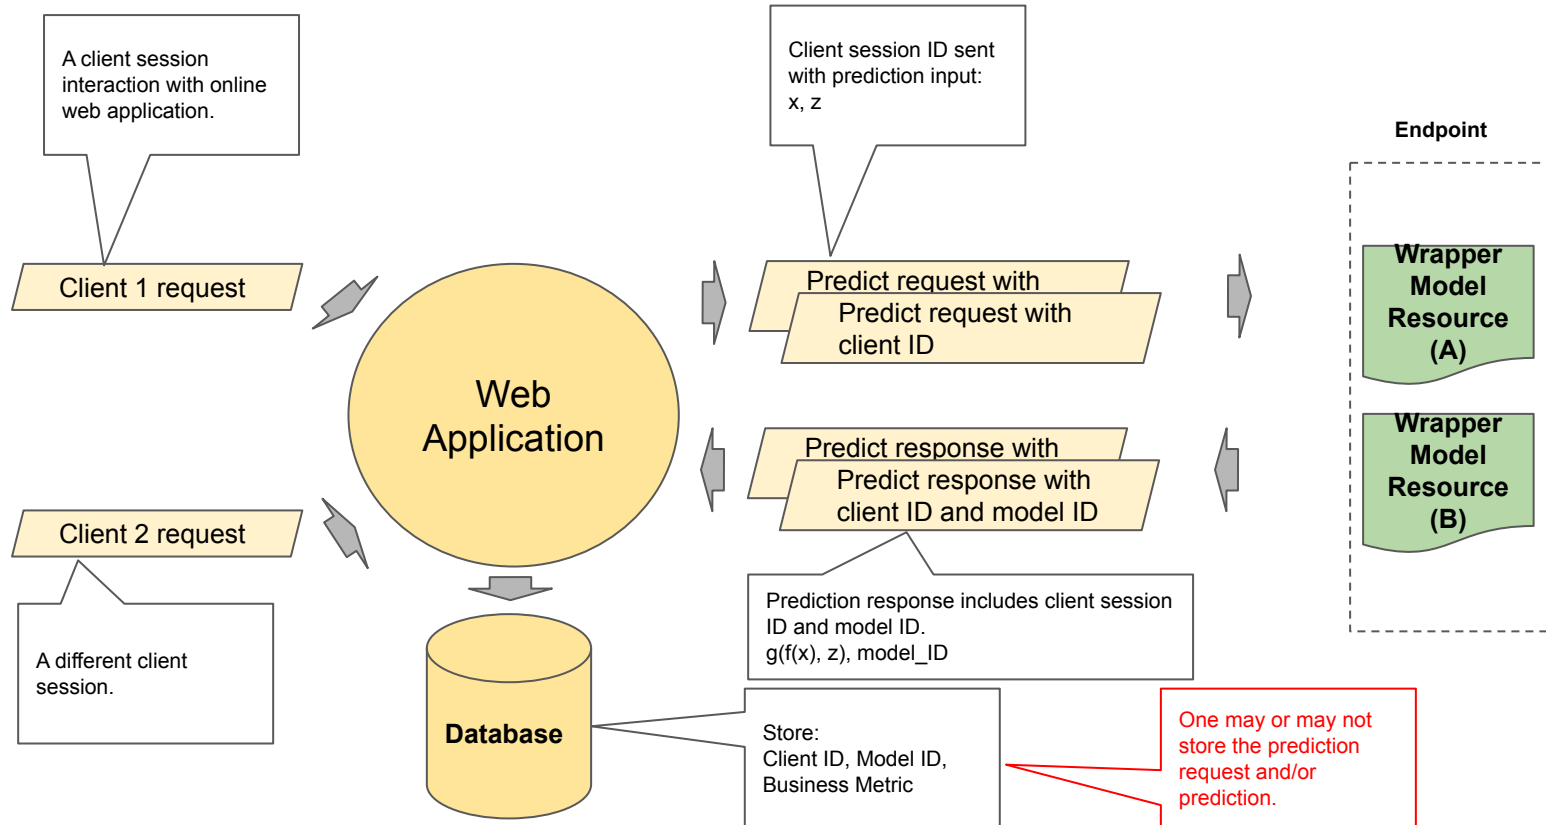 A client session
interaction with online
web application.
Client session ID sent
with prediction input:
x, z
Endpoint
Client 1 request
Predict request with
Predict request with
client ID
Wrapper
Model
Resource
(A)
Web
Application
Predict response with
Predict response with
client ID and model ID
Wrapper
Model
Resource
(B)
Client 2 request
A different client
session.
Prediction response includes client session
ID and model ID.
g(f(x), z), model_ID
Database
Store:
Client ID, Model ID,
Business Metric
One may or may not
store the prediction
request and/or
prediction.